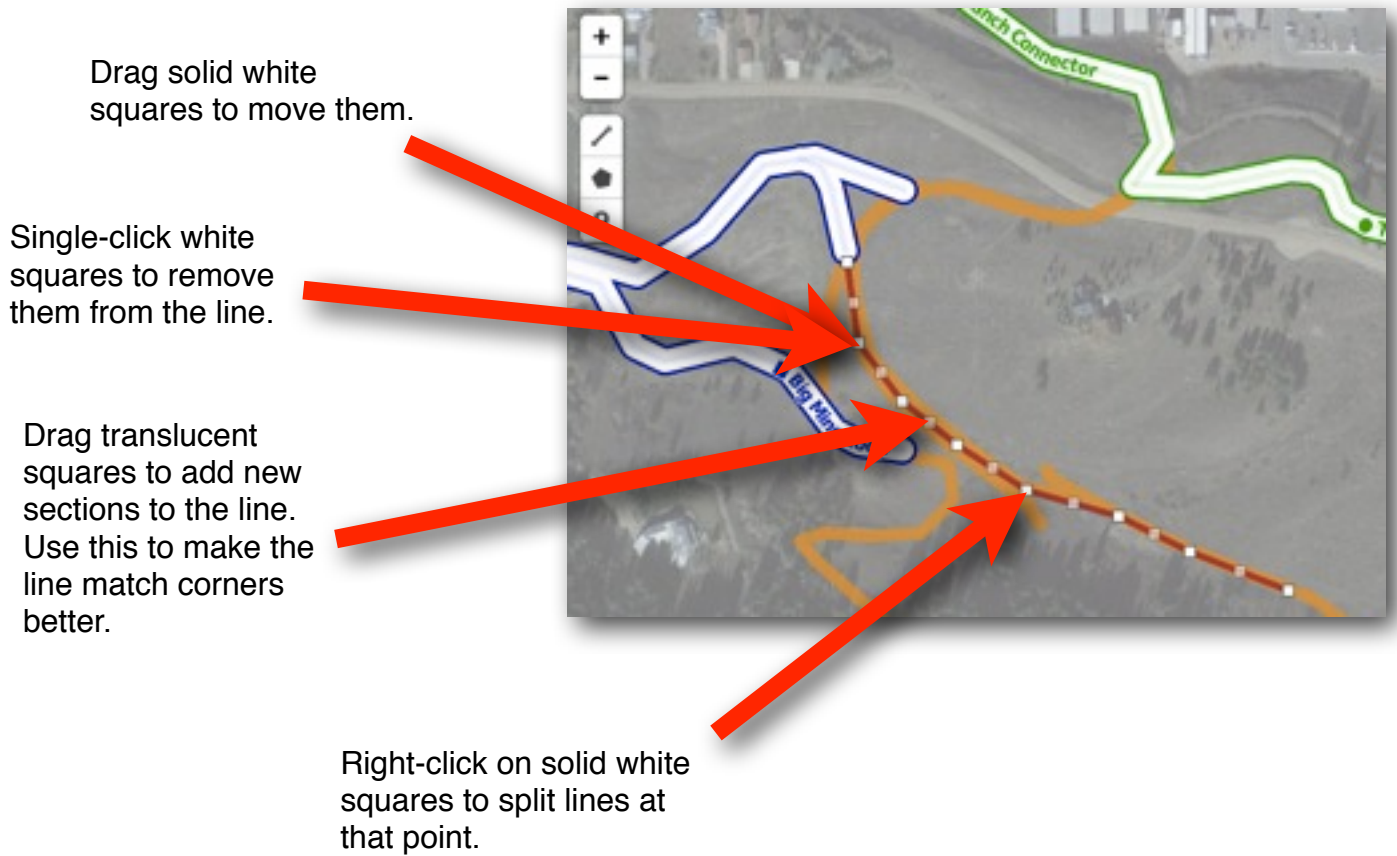 Drag solid white
squares to move them.
Single-click white
squares to remove
them from the line.
Drag translucent
squares to add new
sections to the line.
Use this to make the
line match corners
better.
Right-click on solid white
squares to split lines at
that point.
+
−
Connector
Big